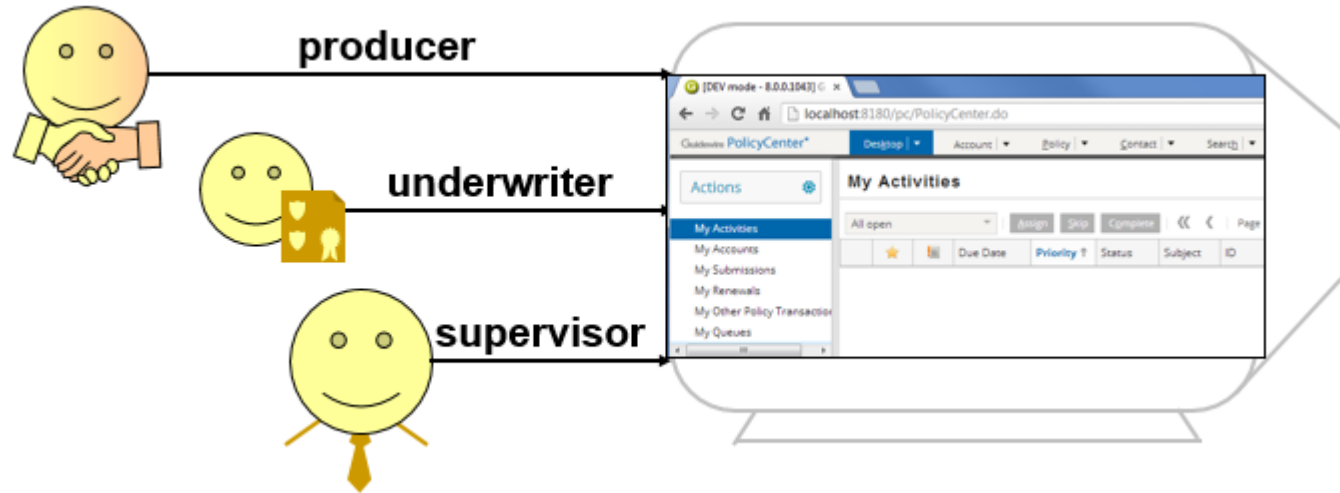 producer
underwriter
supervisor
[DEV mode - 8.0.0.1043] G
localhost:8180/pc/PolicyCenter.do
Guidewire PolicyCenter®
Desktop Account Policy Contact Search
Actions
My Activities
My Accounts
My Submissions
My Renewals
My Other Policy Transaction
My Queues
My Activities
All open Assign Skip Complete Page
Due Date Priority Status Subject ID